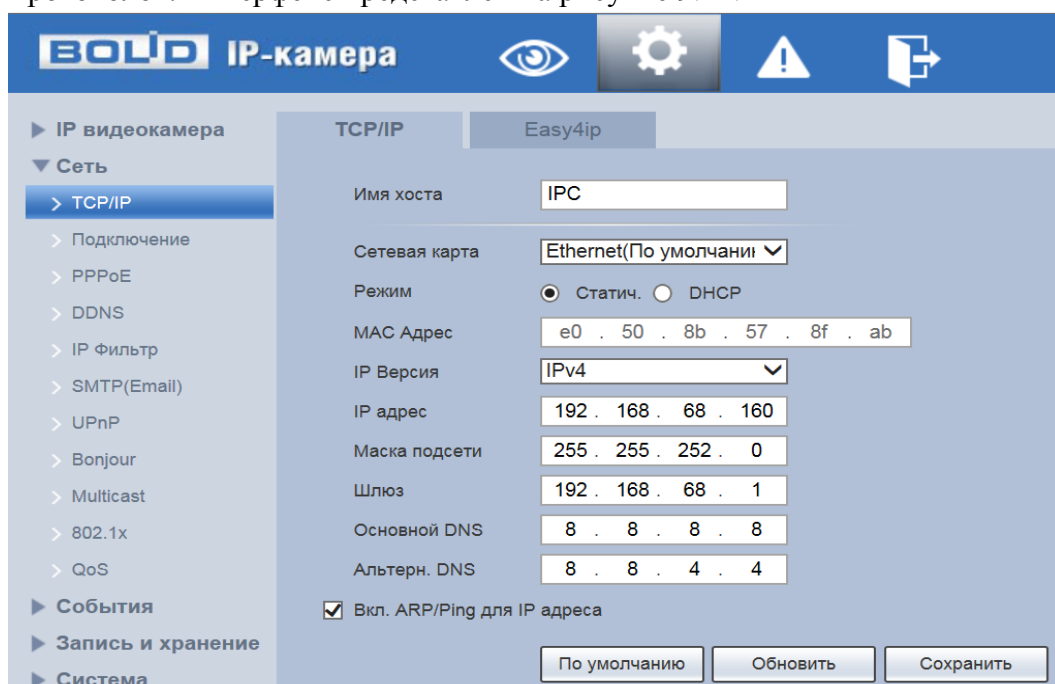 BOLID IP-камера
IP видеокамера
Сеть
TCP/IP
Подключение
PPPoE
DDNS
IP Фильтр
SMTP(Email)
UPnP
Bonjour
Multicast
802.1x
QoS
События
Запись и хранение
Система
TCP/IP Easy4ip
Имя хоста IPC
Сетевая карта Ethernet(По умолчани
Режим Статич. DHCP
MAC Адрес e0 . 50 . 8b . 57 . 8f . ab
IP Версия IPv4
IP адрес 192 . 168 . 68 . 160
Маска подсети 255 . 255 . 252 . 0
Шлюз 192 . 168 . 68 . 1
Основной DNS 8 . 8 . 8 . 8
Альтерн. DNS 8 . 8 . 4 . 4
Вкл. ARP/Ping для IP адреса
По умолчанию Обновить Сохранить